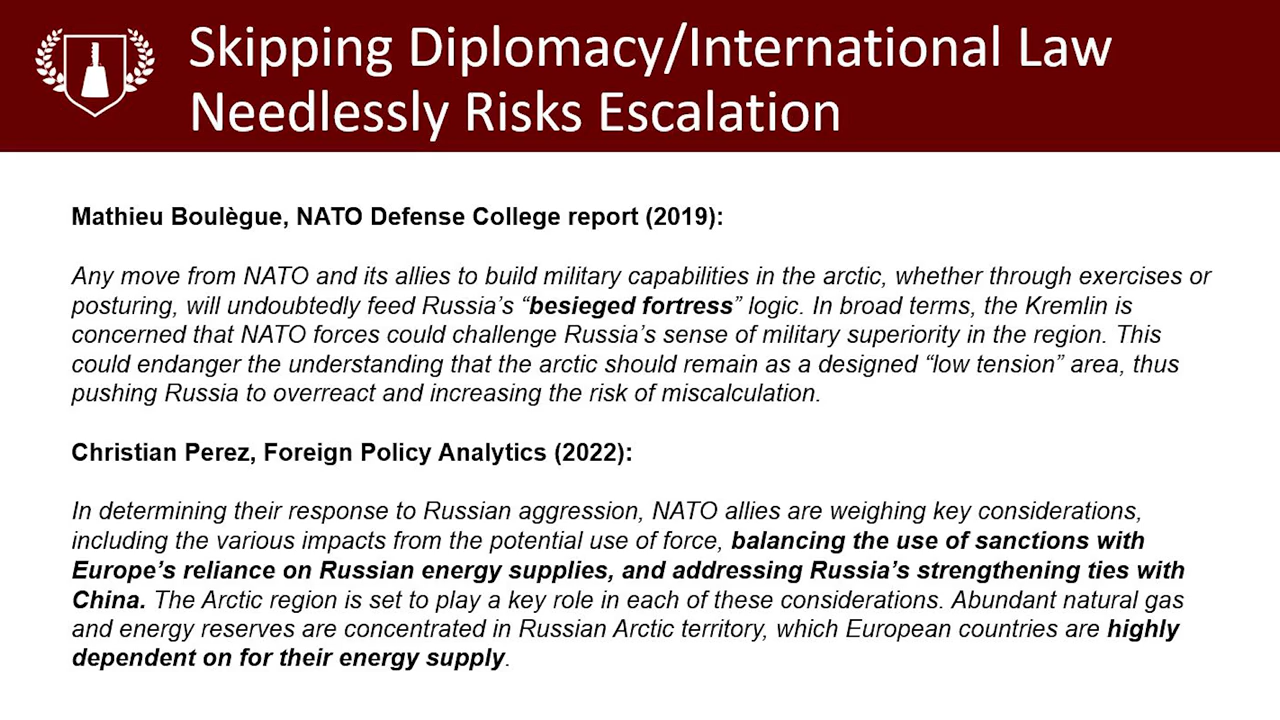 Skipping Diplomacy/International Law
Needlessly Risks Escalation
Mathieu Boulègue, NATO Defense College report (2019):
Any move from NATO and its allies to build military capabilities in the arctic, whether through exercises or
posturing, will undoubtedly feed Russia’s “besieged fortress” logic. In broad terms, the Kremlin is
concerned that NATO forces could challenge Russia’s sense of military superiority in the region. This
could endanger the understanding that the arctic should remain as a designed “low tension” area, thus
pushing Russia to overreact and increasing the risk of miscalculation.
Christian Perez, Foreign Policy Analytics (2022):
In determining their response to Russian aggression, NATO allies are weighing key considerations,
including the various impacts from the potential use of force, balancing the use of sanctions with
Europe’s reliance on Russian energy supplies, and addressing Russia’s strengthening ties with
China. The Arctic region is set to play a key role in each of these considerations. Abundant natural gas
and energy reserves are concentrated in Russian Arctic territory, which European countries are highly
dependent on for their energy supply.